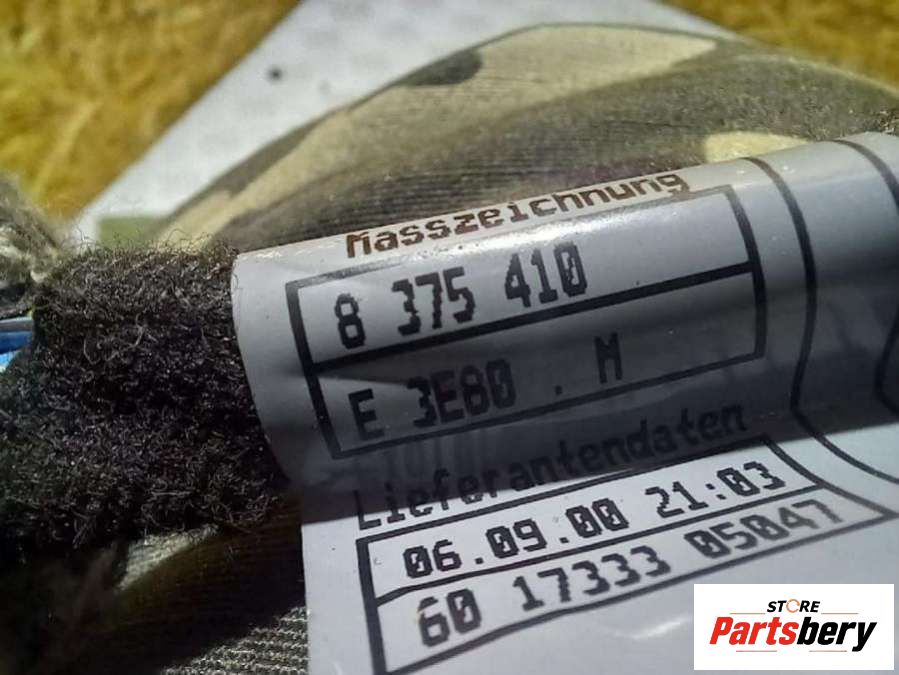 Masszeichnung
8 375 410
E 3E80 . M
Lieferantendaten
06.09.00 21:03
60 17333 05047
STORE
Partsbery